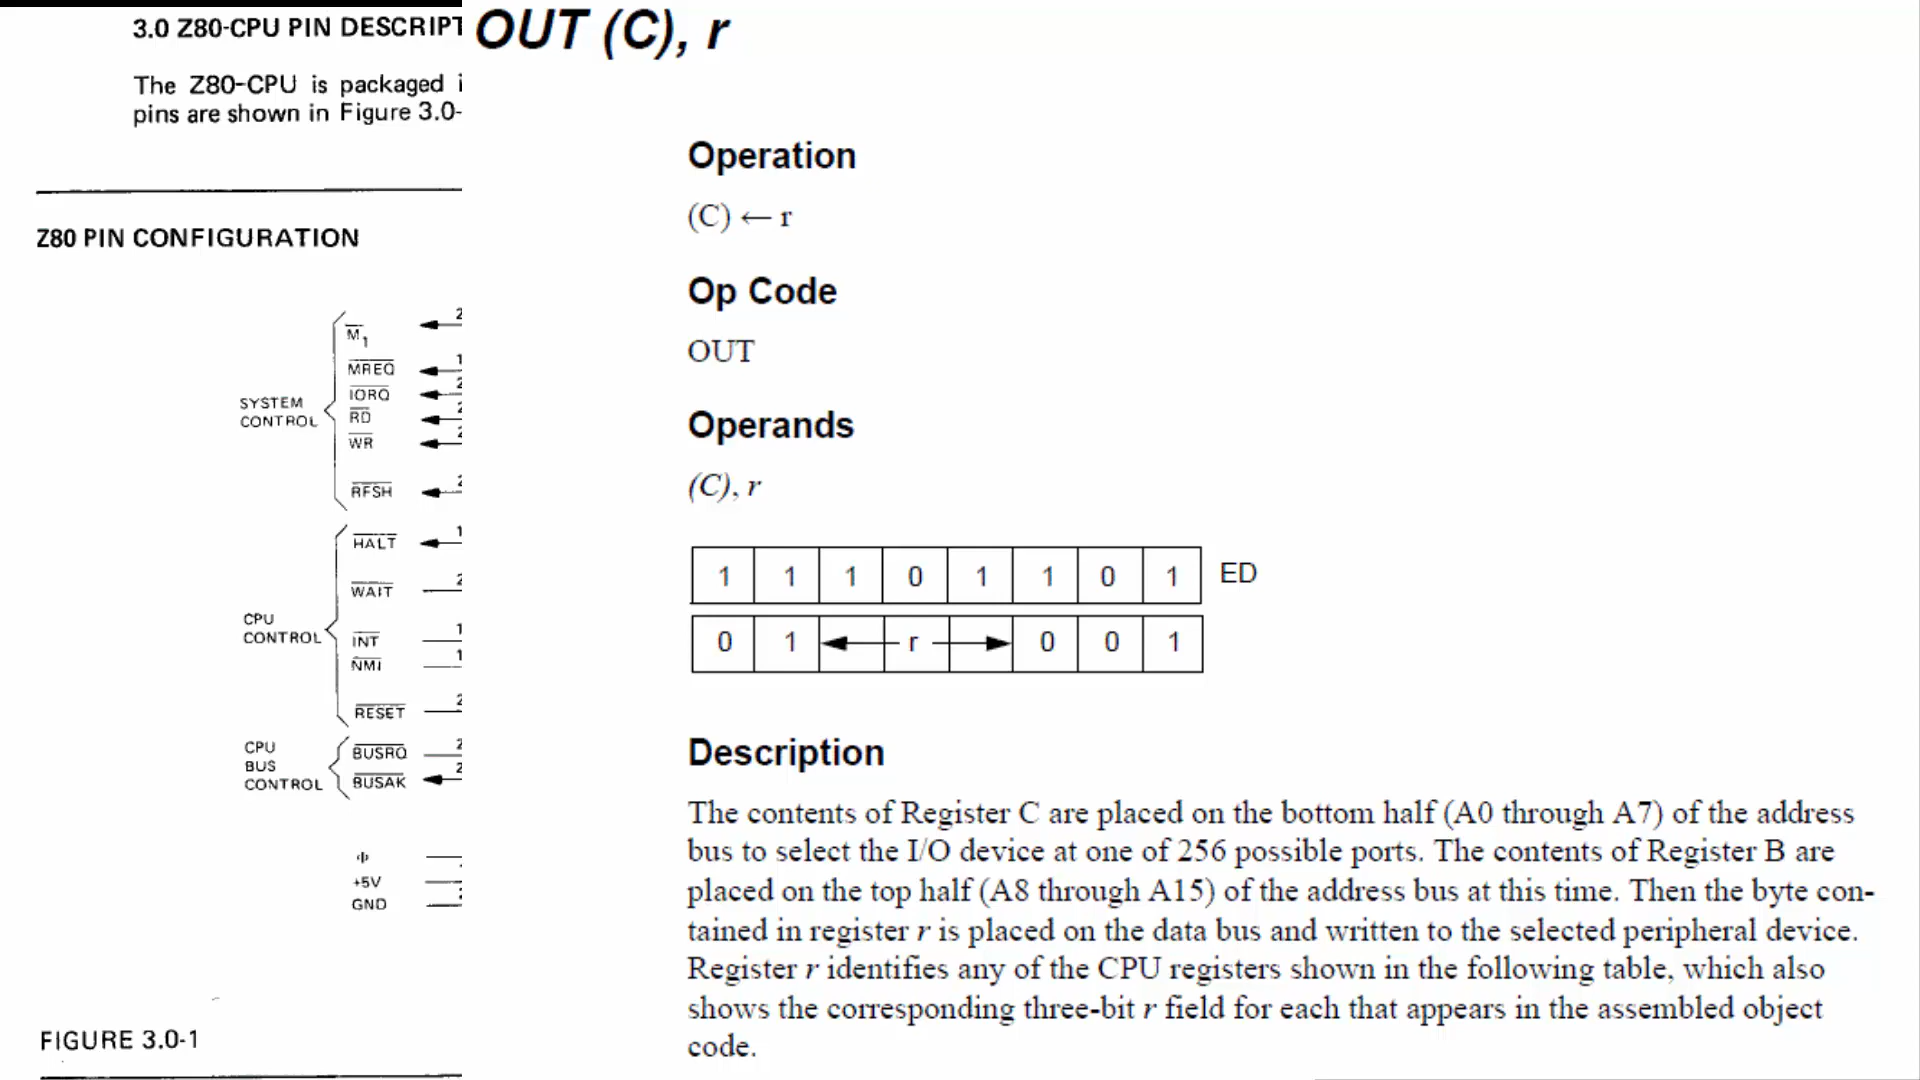 3.0 Z80-CPU PIN DESCRIPT
The Z80-CPU is packaged i
pins are shown in Figure 3.0-
Z80 PIN CONFIGURATION
SYSTEM
CONTROL
M1
MREQ
IORQ
RD
WR
RFSH
CPU
CONTROL
HALT
WAIT
INT
NMI
RESET
CPU
BUS
CONTROL
BUSRQ
BUSAK
Φ
+5V
GND
FIGURE 3.0-1
OUT (C), r
Operation
(C) ← r
Op Code
OUT
Operands
(C), r
1 1 1 0 1 1 0 1 ED
0 1 r 0 0 1
Description
The contents of Register C are placed on the bottom half (A0 through A7) of the address
bus to select the I/O device at one of 256 possible ports. The contents of Register B are
placed on the top half (A8 through A15) of the address bus at this time. Then the byte con-
tained in register r is placed on the data bus and written to the selected peripheral device.
Register r identifies any of the CPU registers shown in the following table, which also
shows the corresponding three-bit r field for each that appears in the assembled object
code.